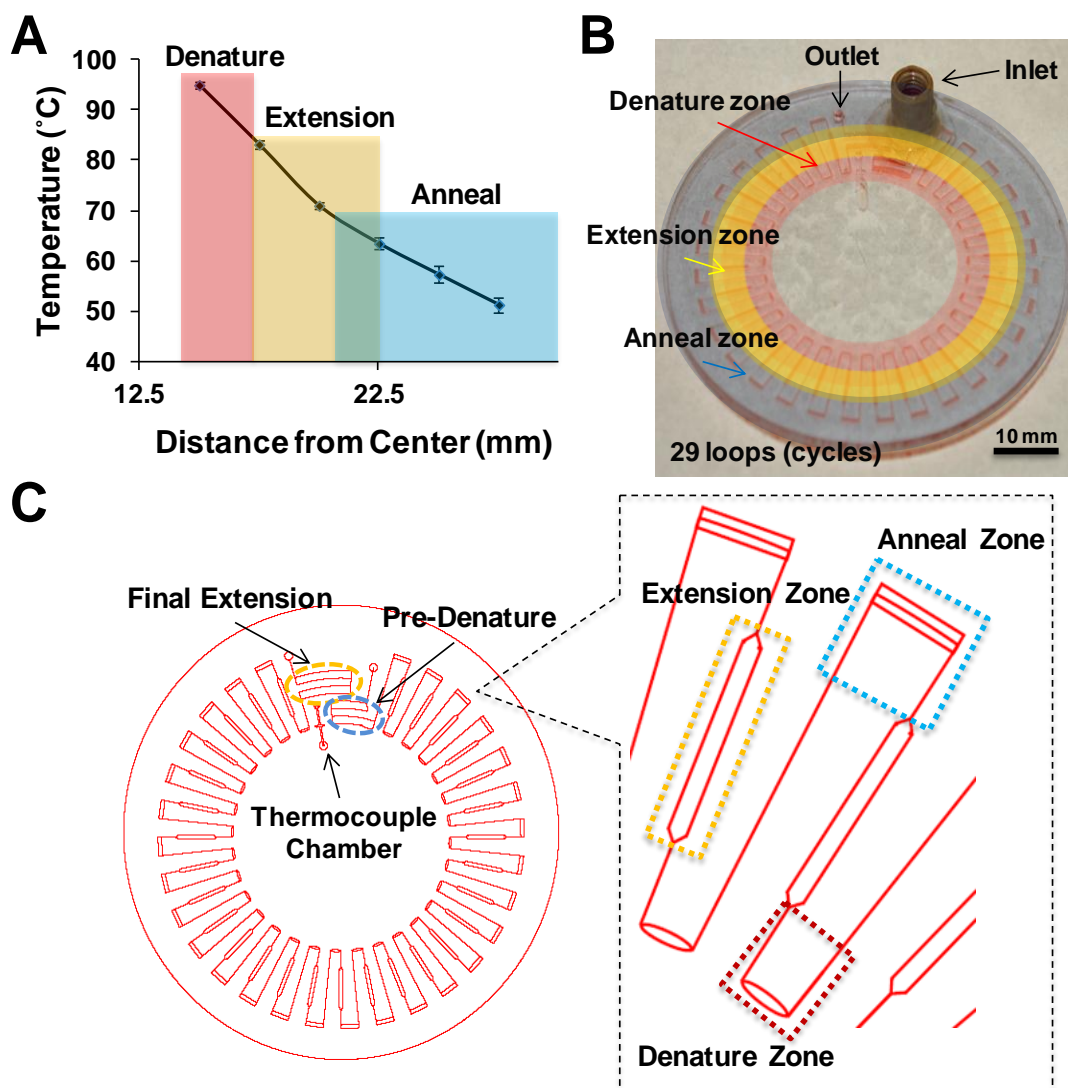 A
Denature
Extension
Anneal
100
90
80
70
60
50
40
Temperature (˚C)
12.5
22.5
Distance from Center (mm)
B
Outlet
Inlet
Denature zone
Extension zone
Anneal zone
10 mm
29 loops (cycles)
C
Final Extension
Pre-Denature
Thermocouple
Chamber
Anneal Zone
Extension Zone
Denature Zone